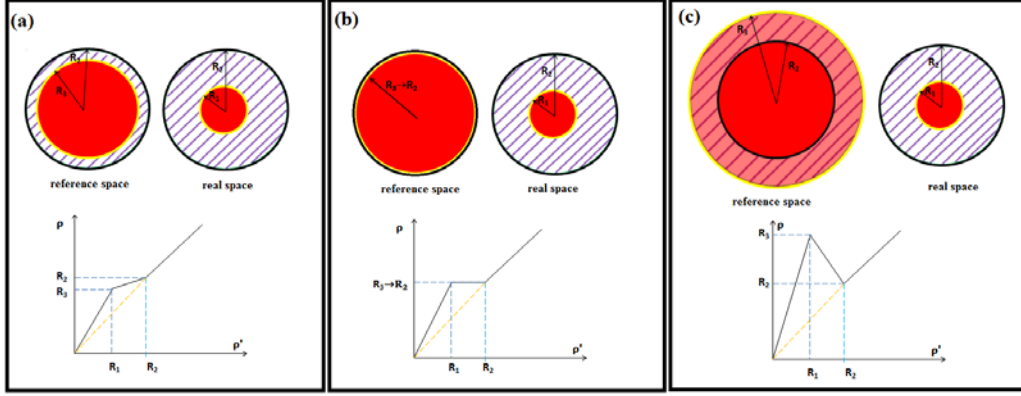 (a)
R₂
R₃
R₂
R₁
reference space
real space
ρ
R₂
R₃
R₁
R₂
ρ'
(b)
R₃→R₂
R₂
R₁
reference space
real space
ρ
R₃→R₂
R₁
R₂
ρ'
(c)
R₃
R₂
R₂
R₁
reference space
real space
ρ
R₃
R₂
R₁
R₂
ρ'